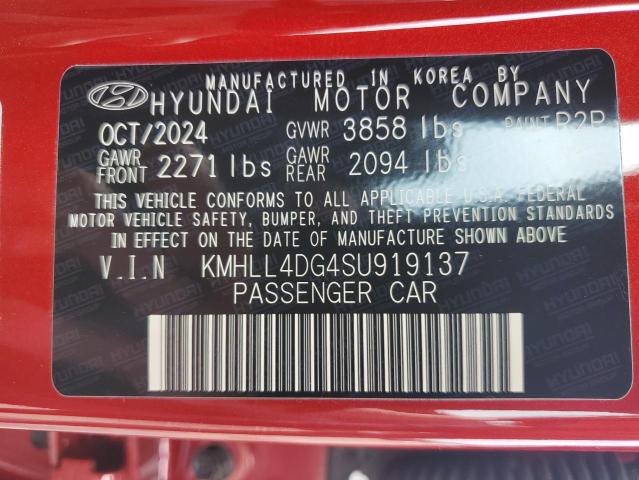 MANUFACTURED IN KOREA BY
HYUNDAI MOTOR COMPANY
OCT/2024 GVWR 3858 lbs PAINT R2P
GAWR FRONT 2271 lbs GAWR REAR 2094 lbs
THIS VEHICLE CONFORMS TO ALL APPLICABLE U.S.A. FEDERAL
MOTOR VEHICLE SAFETY, BUMPER, AND THEFT PREVENTION STANDARDS
IN EFFECT ON THE DATE OF MANUFACTURE SHOWN ABOVE
V.I.N KMHLL4DG4SU919137
PASSENGER CAR